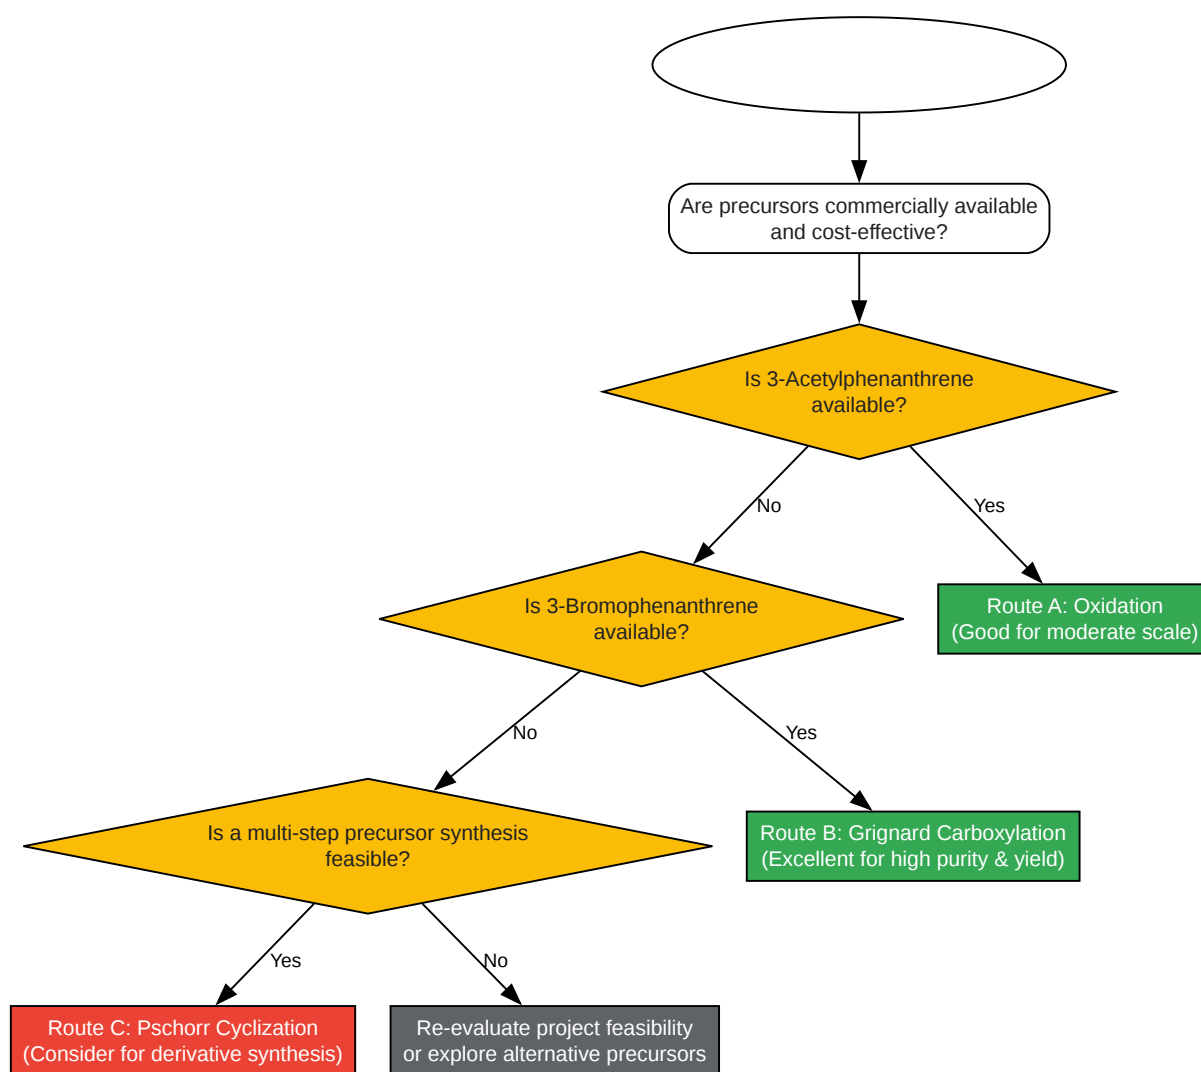 Are precursors commercially available
and cost-effective?
Is 3-Acetylphenanthrene
available?
No
Yes
Is 3-Bromophenanthrene
available?
Route A: Oxidation
(Good for moderate scale)
No
Yes
Is a multi-step precursor synthesis
feasible?
Route B: Grignard Carboxylation
(Excellent for high purity & yield)
Yes
No
Route C: Pschorr Cyclization
(Consider for derivative synthesis)
Re-evaluate project feasibility
or explore alternative precursors